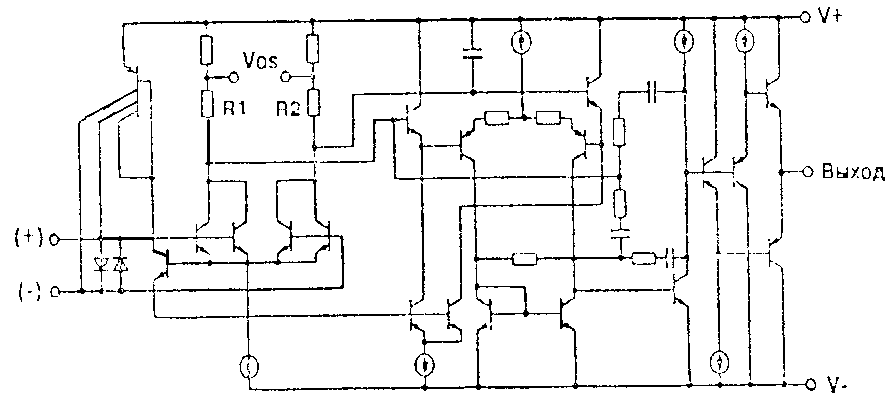 V+
Vos
R1
R2
Выход
(+)
(-)
V-